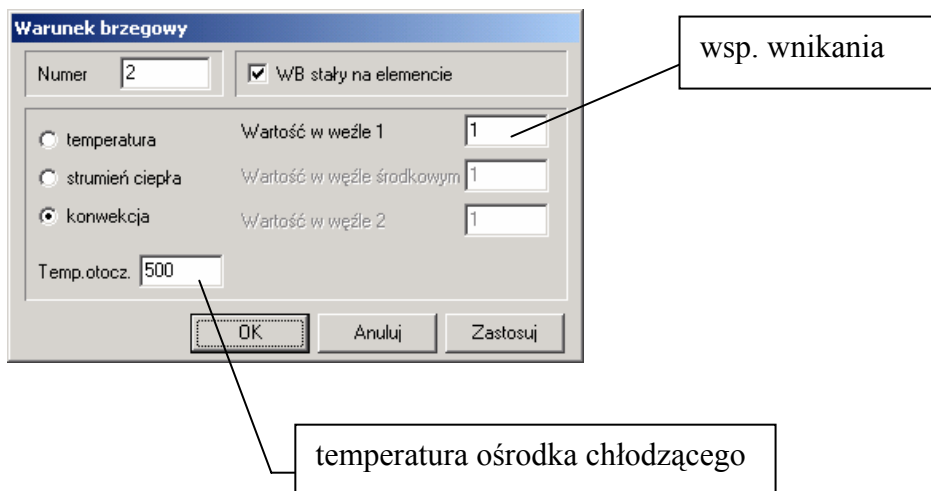 Warunek brzegowy
wsp. wnikania
Numer 2 WB stały na elemencie
temperatura Wartość w weźle 1 1
strumień ciepła Wartość w węźle środkowym 1
konwekcja Wartość w węźle 2 1
Temp.otocz. 500
OK Anuluj Zastosuj
temperatura ośrodka chłodzącego